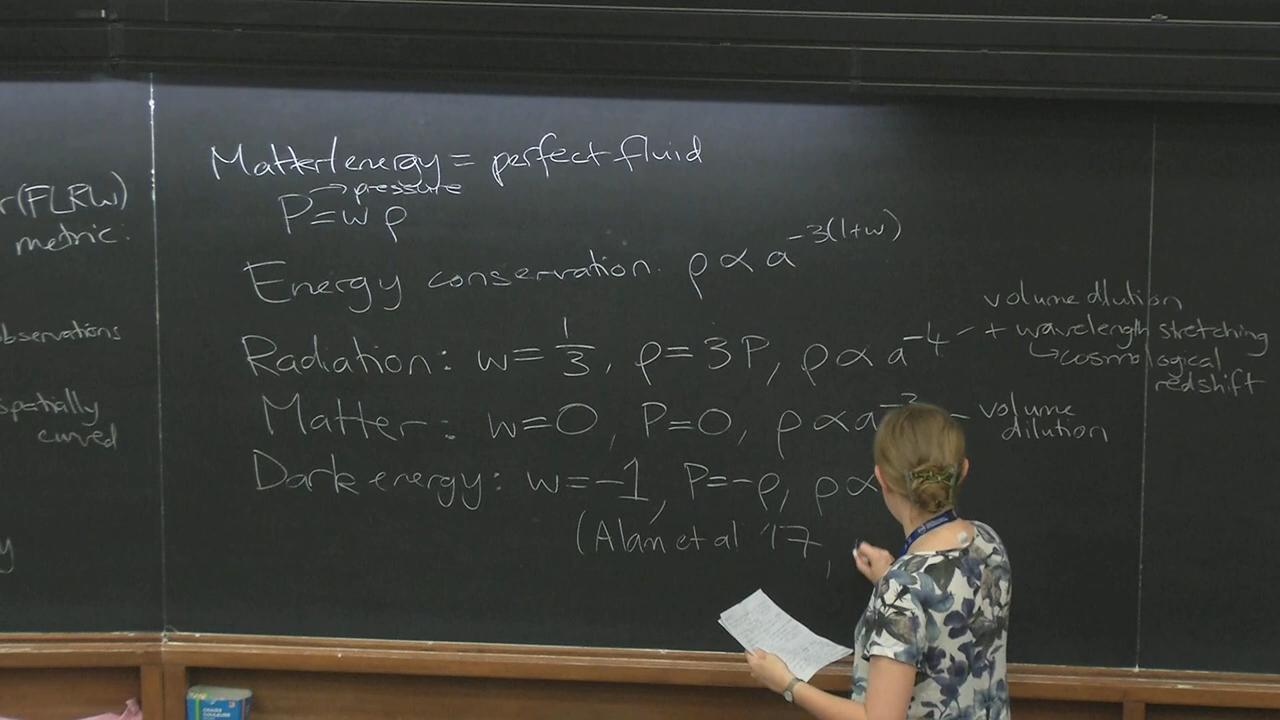 r(FLRW)
metric:
observations
spatially
curved
y
Matter/energy = perfect fluid
→ pressure
P = w ρ
Energy conservation: ρ ∝ a^{-3(1+w)}
Radiation: w = 1/3, ρ = 3P, ρ ∝ a^{-4} - volume dilution
+ wavelength stretching
↳ cosmological
redshift
Matter: w = 0, P = 0, ρ ∝ a^{-3} - volume
dilution
Dark energy: w = -1, P = -ρ, ρ ∝
(Alam et al '17,